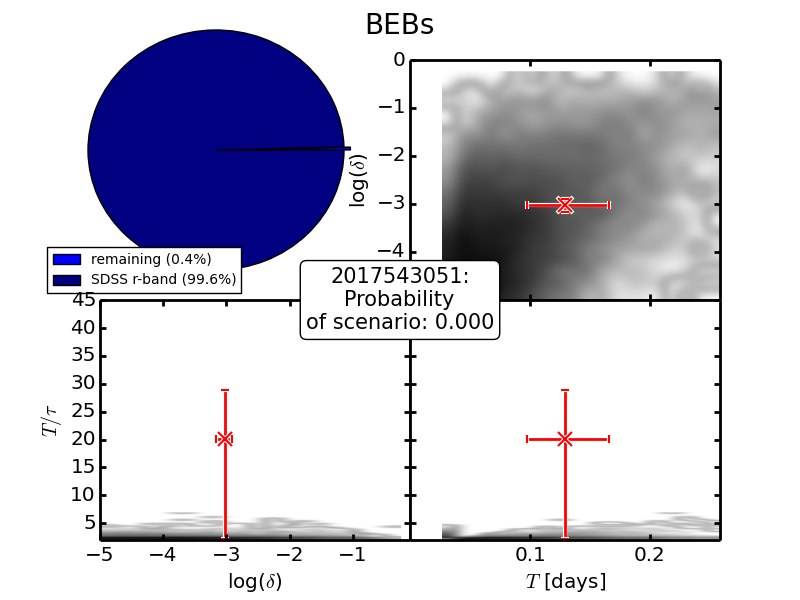 BEBs
remaining (0.4%)
SDSS r-band (99.6%)
0
−1
−2
−3
−4
log(δ)
2017543051:
Probability
of scenario: 0.000
45
40
35
30
25
20
15
10
5
T/τ
−5 −4 −3 −2 −1
log(δ)
0.1 0.2
T [days]